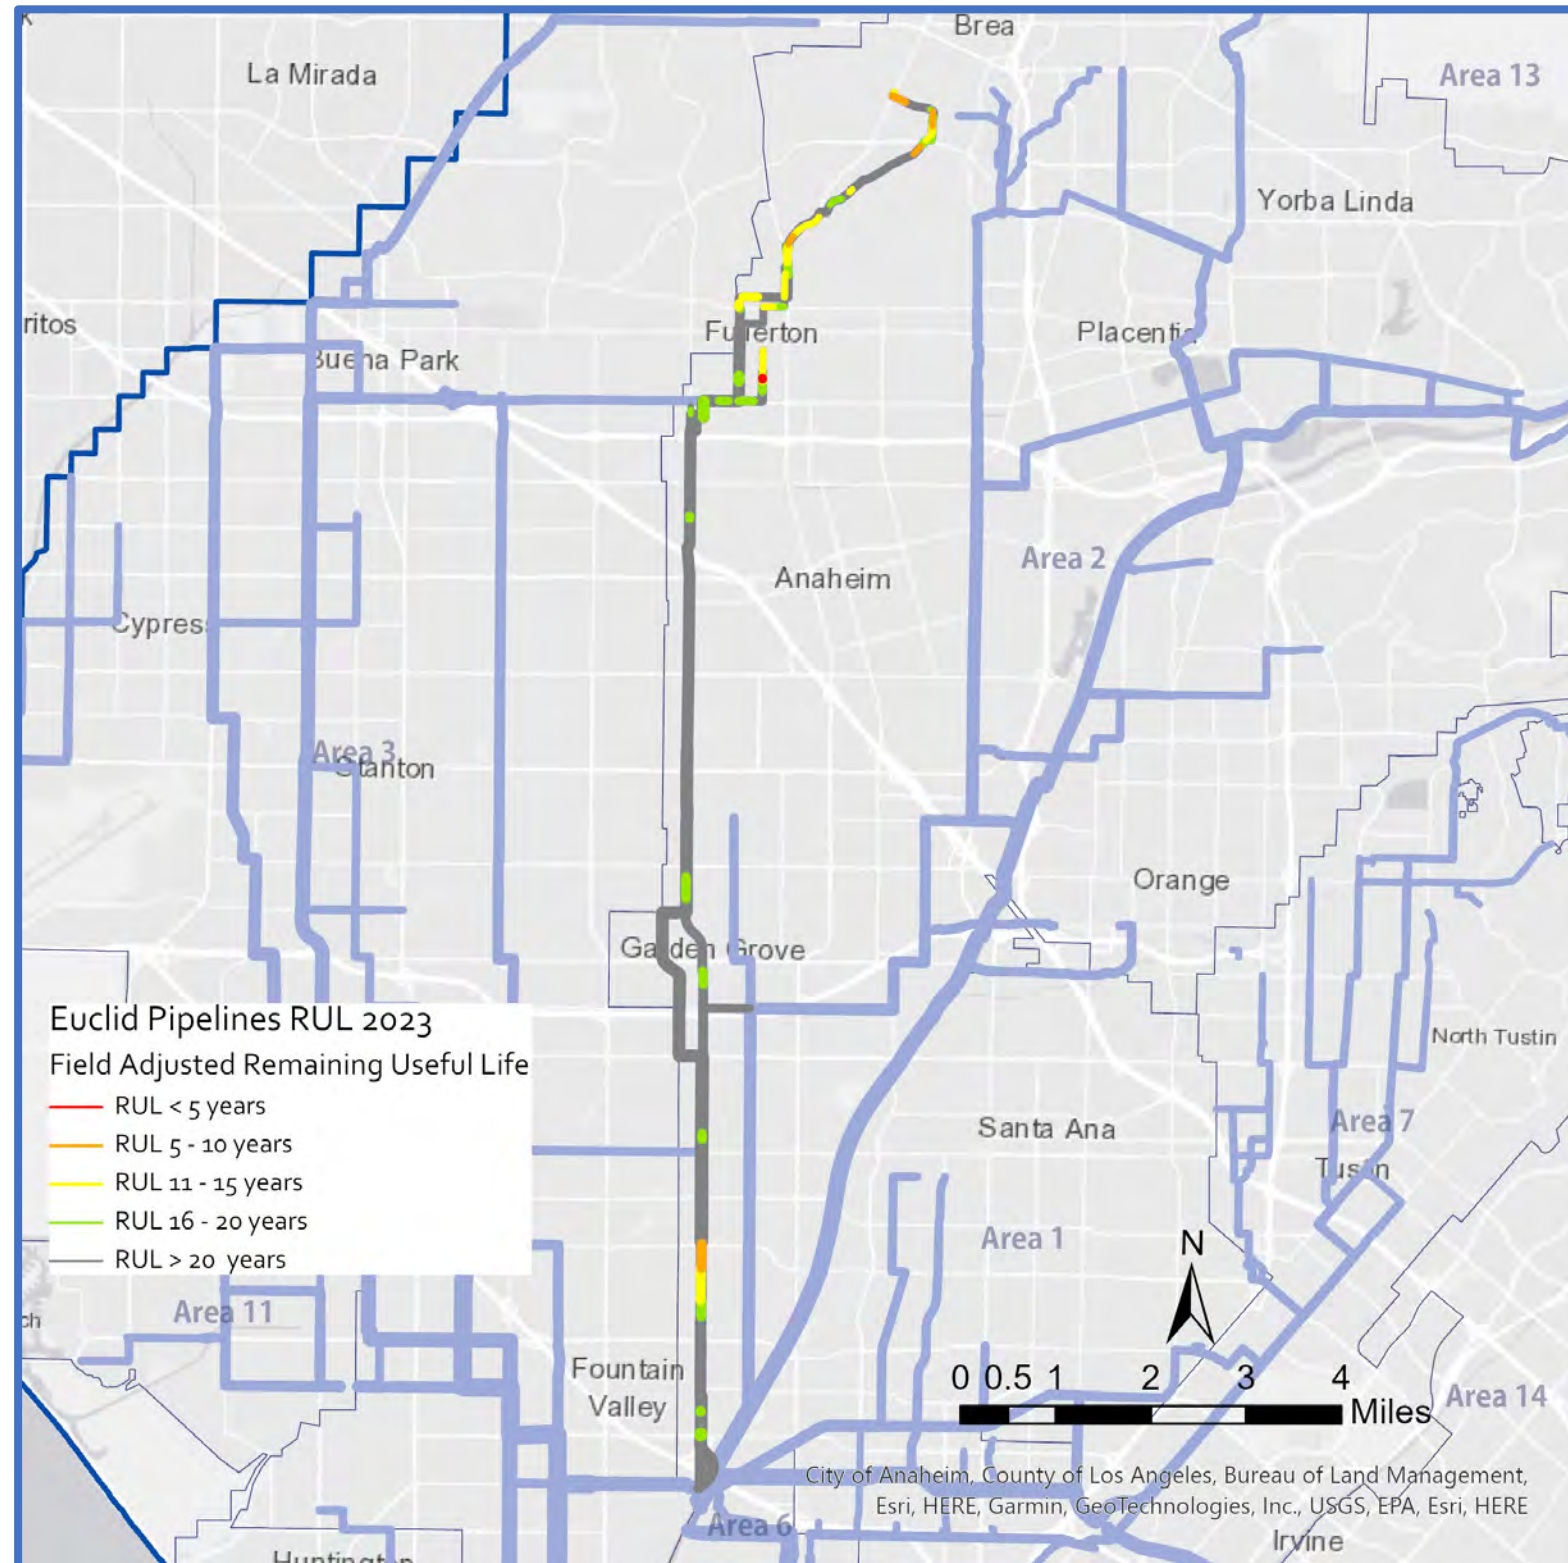 Brea
La Mirada
Area 13
Yorba Linda
ritos
Fullerton
Placentia
Buena Park
Area 2
Anaheim
Cypress
Area 3
Stanton
Orange
Garden Grove
Euclid Pipelines RUL 2023
Field Adjusted Remaining Useful Life
RUL < 5 years
RUL 5 - 10 years
RUL 11 - 15 years
RUL 16 - 20 years
RUL > 20 years
North Tustin
Santa Ana
Area 7
Tustin
Area 1
N
Area 11
ch
Fountain
Valley
0 0.5 1 2 3 4
Miles
Area 14
City of Anaheim, County of Los Angeles, Bureau of Land Management,
Esri, HERE, Garmin, GeoTechnologies, Inc., USGS, EPA, Esri, HERE
Area 6
Irvine
Huntington